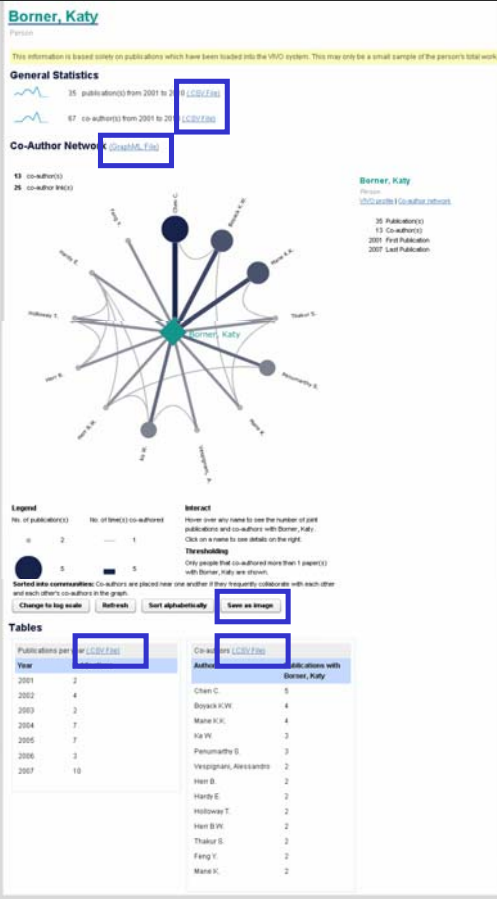 Borner, Katy
Person
This information is based solely on publications which have been loaded into the VIVO system. This may only be a small sample of the person's total work
General Statistics
35 publication(s) from 2001 to 2010 (.CSV File)
67 co-author(s) from 2001 to 2010 (.CSV File)
Co-Author Network (GraphML File)
13 co-author(s)
25 co-author link(s)
Borner, Katy
Person
VIVO profile | Co-author network
35 Publication(s)
13 Co-author(s)
2001 First Publication
2007 Last Publication
Chen C.
Boyack K.W.
Mane K.K.
Thakur S.
Penumarthy S.
Mane K.
Vespignani, A.
Ke W.
Herr B.W.
Herr B.
Holloway T.
Hardy E.
Feng Y.
Borner, Katy
Legend
No. of publication(s) No. of time(s) co-authored
2 1
5 5
Interact
Hover over any name to see the number of joint
publications and co-authors with Borner, Katy.
Click on a name to see details on the right.
Thresholding
Only people that co-authored more than 1 paper(s)
with Borner, Katy are shown.
Sorted into communities: Co-authors are placed near one another if they frequently collaborate with each other
and each other's co-authors in the graph.
Change to log scale Refresh Sort alphabetically Save as image
Tables
Publications per year (.CSV File)
Year
2001 2
2002 4
2003 2
2004 7
2005 7
2006 3
2007 10
Co-authors (.CSV File)
Author Publications with
Borner, Katy
Chen C. 5
Boyack K.W. 4
Mane K.K. 4
Ke W. 3
Penumarthy S. 3
Vespignani, Alessandro 2
Herr B. 2
Hardy E. 2
Holloway T. 2
Herr B.W. 2
Thakur S. 2
Feng Y. 2
Mane K. 2